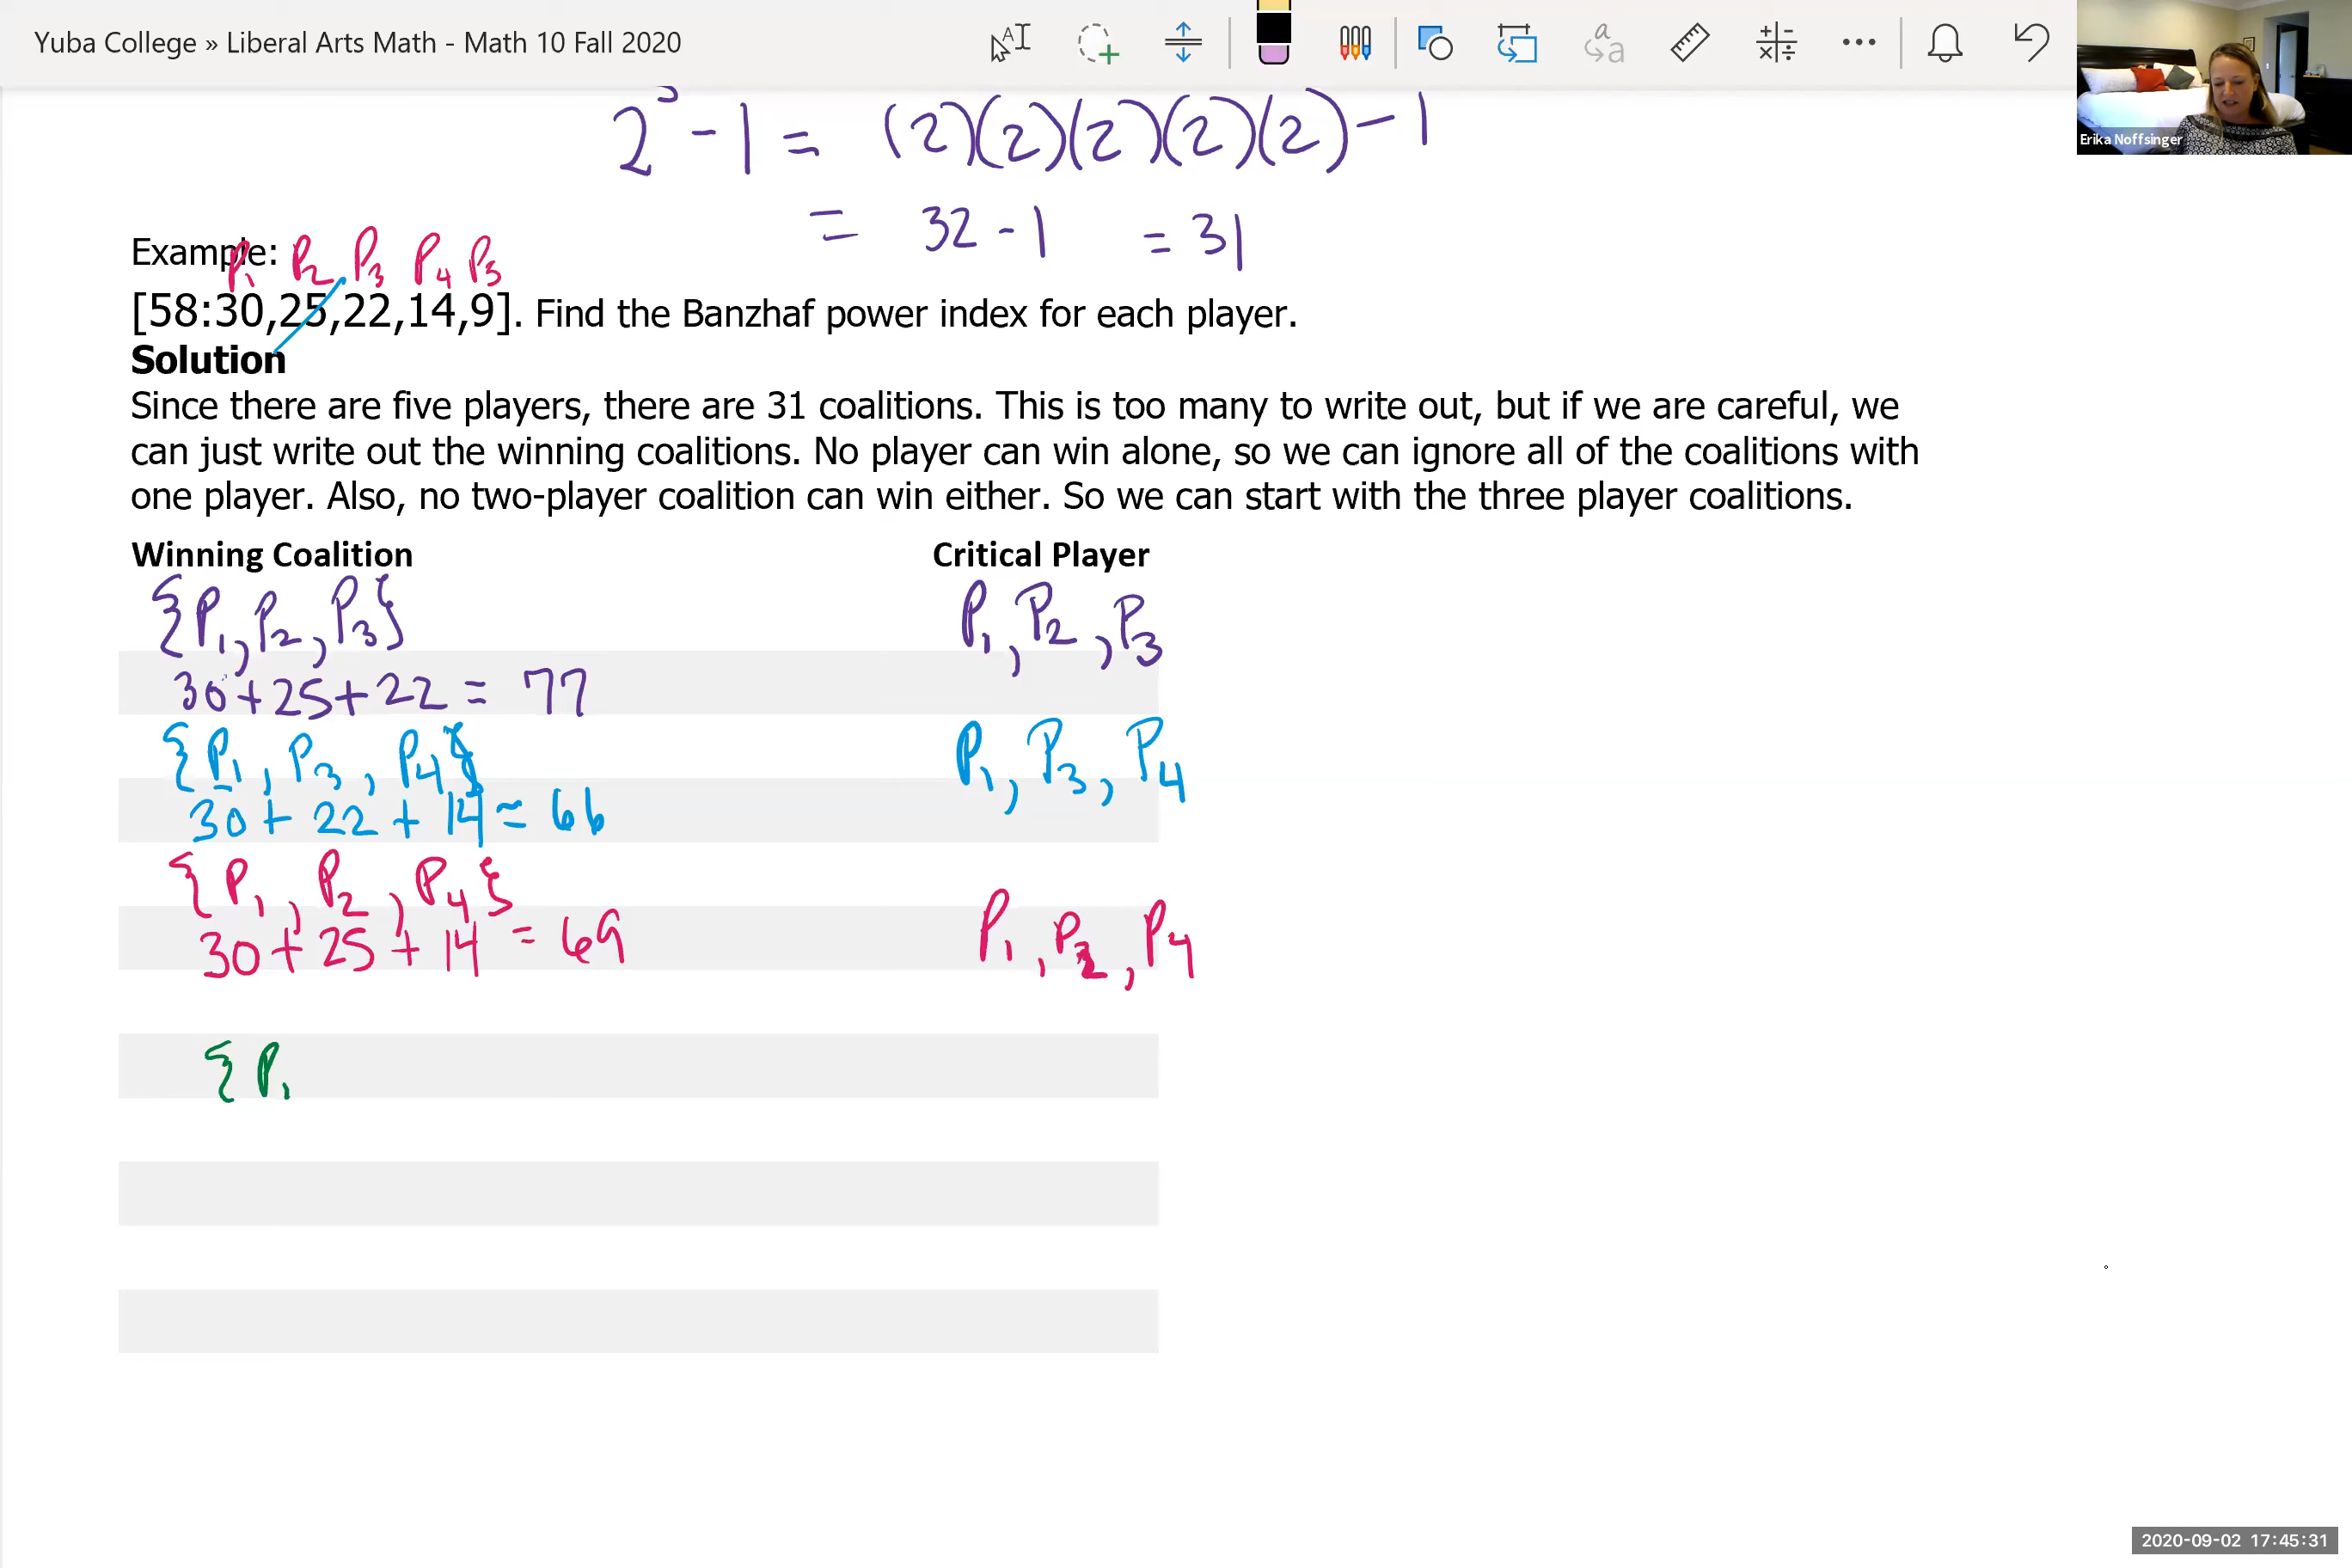 Yuba College » Liberal Arts Math - Math 10 Fall 2020
Erika Noffsinger
2⁵ - 1 = (2)(2)(2)(2)(2) - 1
= 32 - 1 = 31
Example:
P₁ P₂ P₃ P₄ P₅
[58:30,25,22,14,9]. Find the Banzhaf power index for each player.
Solution
Since there are five players, there are 31 coalitions. This is too many to write out, but if we are careful, we
can just write out the winning coalitions. No player can win alone, so we can ignore all of the coalitions with
one player. Also, no two-player coalition can win either. So we can start with the three player coalitions.
Winning Coalition Critical Player
{P₁, P₂, P₃} P₁, P₂, P₃
30+25+22 = 77
{P₁, P₃, P₄} P₁, P₃, P₄
30+ 22 + 14 = 66
{P₁, P₂, P₄}
30+25+14 = 69 P₁, P₂, P₄
{P₁
2020-09-02 17:45:31